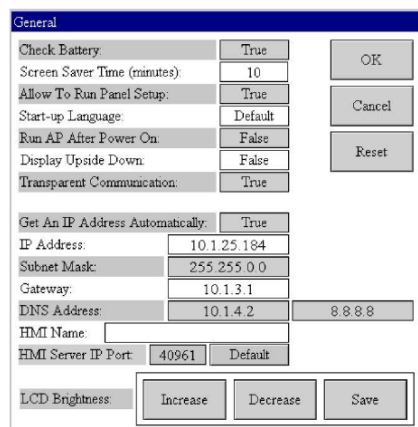 General
Check Battery: True
OK
Screen Saver Time (minutes): 10
Allow To Run Panel Setup: True
Cancel
Start-up Language: Default
Run AP After Power On: False
Reset
Display Upside Down: False
Transparent Communication: True
Get An IP Address Automatically: True
IP Address: 10.1.25.184
Subnet Mask: 255.255.0.0
Gateway: 10.1.3.1
DNS Address: 10.1.4.2 8.8.8.8
HMI Name:
HMI Server IP Port: 40961 Default
LCD Brightness: Increase Decrease Save